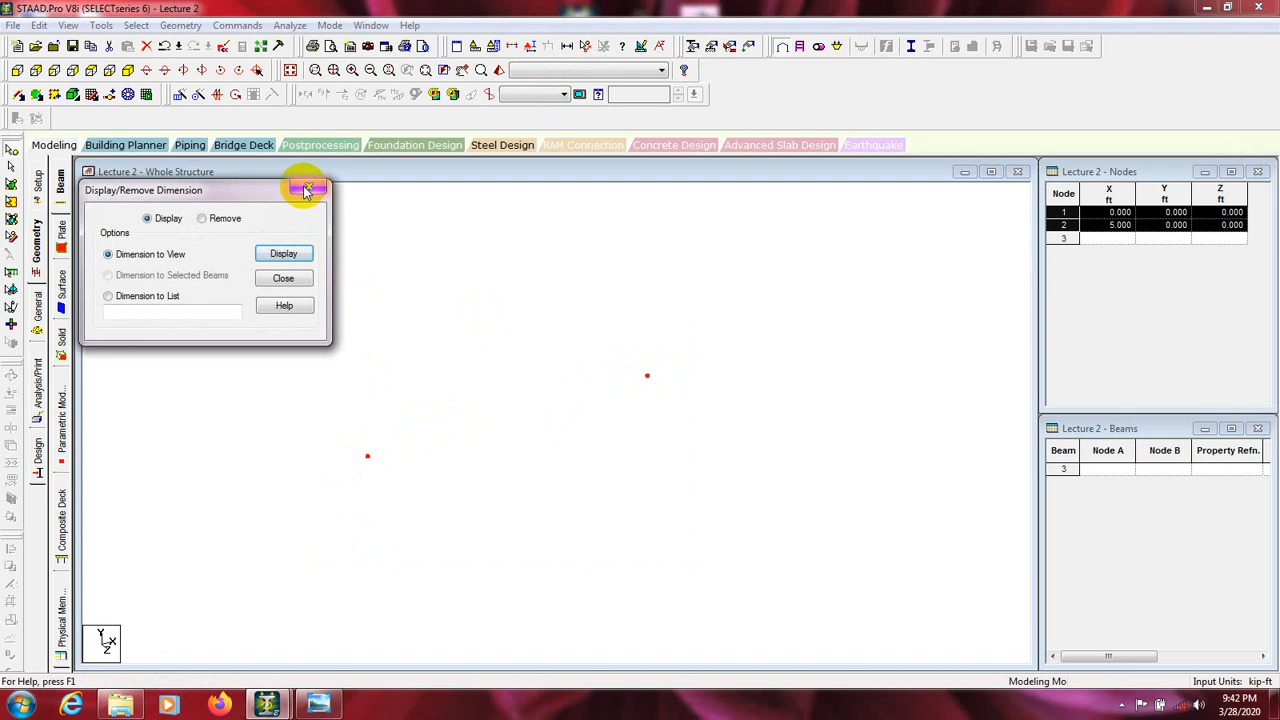 STAAD.Pro V8i (SELECTseries 6) - Lecture 2
File Edit View Tools Select Geometry Commands Analyze Mode Window Help
Modeling Building Planner Piping Bridge Deck Postprocessing Foundation Design Steel Design RAM Connection Concrete Design Advanced Slab Design Earthquake
Setup
Geometry
General
Analysis/Print
Design
Beam
Plate
Surface
Solid
Parametric Mod...
Composite Deck
Physical Mem...
Lecture 2 - Whole Structure
Display/Remove Dimension
Display Remove
Options
Dimension to View
Dimension to Selected Beams
Dimension to List
Display
Close
Help
Y
X
Z
Lecture 2 - Nodes
Node X ft Y ft Z ft
1 0.000 0.000 0.000
2 5.000 0.000 0.000
3
Lecture 2 - Beams
Beam Node A Node B Property Refn.
3
For Help, press F1
Modeling Mo
Input Units: kip-ft
9:42 PM
3/28/2020